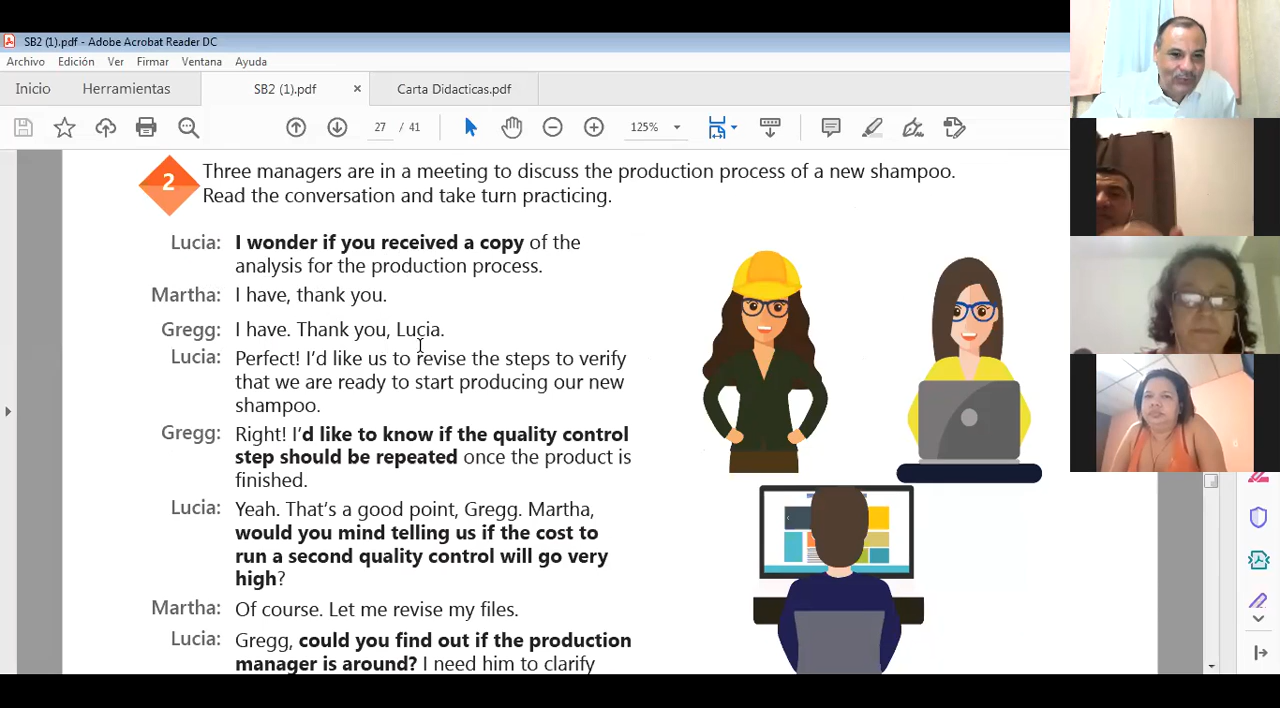 SB2 (1).pdf - Adobe Acrobat Reader DC
Archivo Edición Ver Firmar Ventana Ayuda
Inicio Herramientas SB2 (1).pdf × Carta Didacticas.pdf
27 / 41 125%
2
Three managers are in a meeting to discuss the production process of a new shampoo.
Read the conversation and take turn practicing.
Lucia: I wonder if you received a copy of the
analysis for the production process.
Martha: I have, thank you.
Gregg: I have. Thank you, Lucia.
Lucia: Perfect! I'd like us to revise the steps to verify
that we are ready to start producing our new
shampoo.
Gregg: Right! I'd like to know if the quality control
step should be repeated once the product is
finished.
Lucia: Yeah. That's a good point, Gregg. Martha,
would you mind telling us if the cost to
run a second quality control will go very
high?
Martha: Of course. Let me revise my files.
Lucia: Gregg, could you find out if the production
manager is around? I need him to clarify